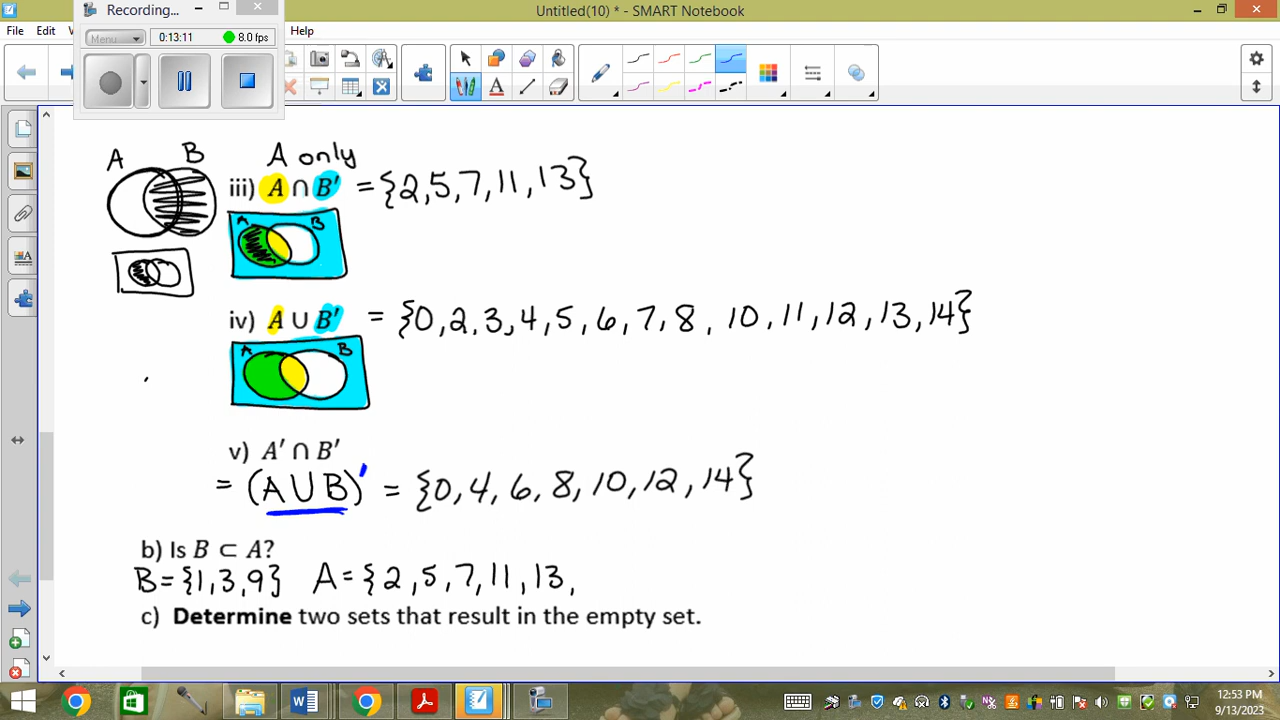 Recording...
Untitled(10) * - SMART Notebook
File Edit Help
Menu 0:13:11 8.0 fps
A B A only
iii) A ∩ B′ = {2,5,7,11,13}
A B
iv) A ∪ B′ = {0,2,3,4,5,6,7,8,10,11,12,13,14}
A B
v) A′ ∩ B′
= (A∪B)′ = {0,4,6,8,10,12,14}
b) Is B ⊂ A?
B={1,3,9} A={2,5,7,11,13,
c) Determine two sets that result in the empty set.
12:53 PM
9/13/2023